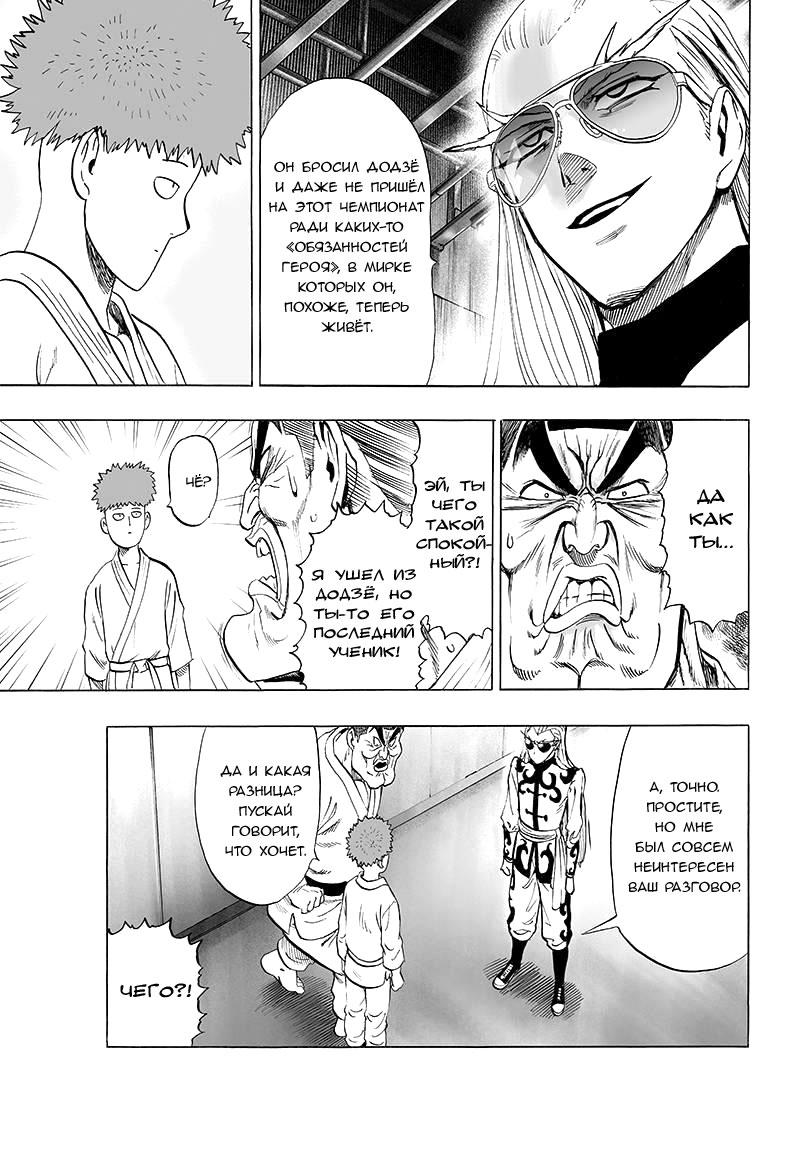 ОН БРОСИЛ ДОДЗЁ
И ДАЖЕ НЕ ПРИШЁЛ
НА ЭТОТ ЧЕМПИОНАТ
РАДИ КАКИХ-ТО
«ОБЯЗАННОСТЕЙ
ГЕРОЯ», В МИРКЕ
КОТОРЫХ ОН,
ПОХОЖЕ, ТЕПЕРЬ
ЖИВЁТ.
ДА
КАК
ТЫ...
ЭЙ, ТЫ
ЧЕГО
ТАКОЙ
СПОКОЙ-
НЫЙ?!
Я УШЕЛ ИЗ
ДОДЗЁ, НО
ТЫ-ТО ЕГО
ПОСЛЕДНИЙ
УЧЕНИК!
ЧЁ?
А, ТОЧНО.
ПРОСТИТЕ,
НО МНЕ
БЫЛ СОВСЕМ
НЕИНТЕРЕСЕН
ВАШ РАЗГОВОР.
ДА И КАКАЯ
РАЗНИЦА?
ПУСКАЙ
ГОВОРИТ,
ЧТО ХОЧЕТ.
ЧЕГО?!